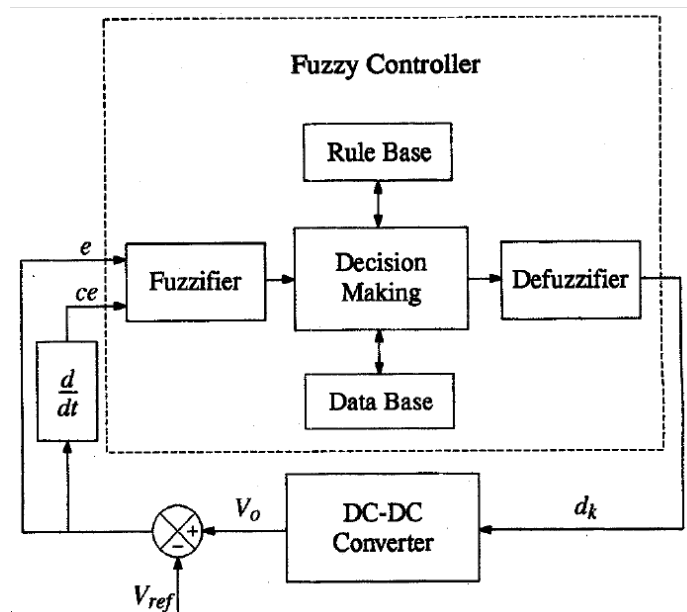 Fuzzy Controller
Rule Base
e
Fuzzifier
Decision
Making
Defuzzifier
ce
d
dt
Data Base
V_o
DC-DC
Converter
d_k
+
−
V_ref